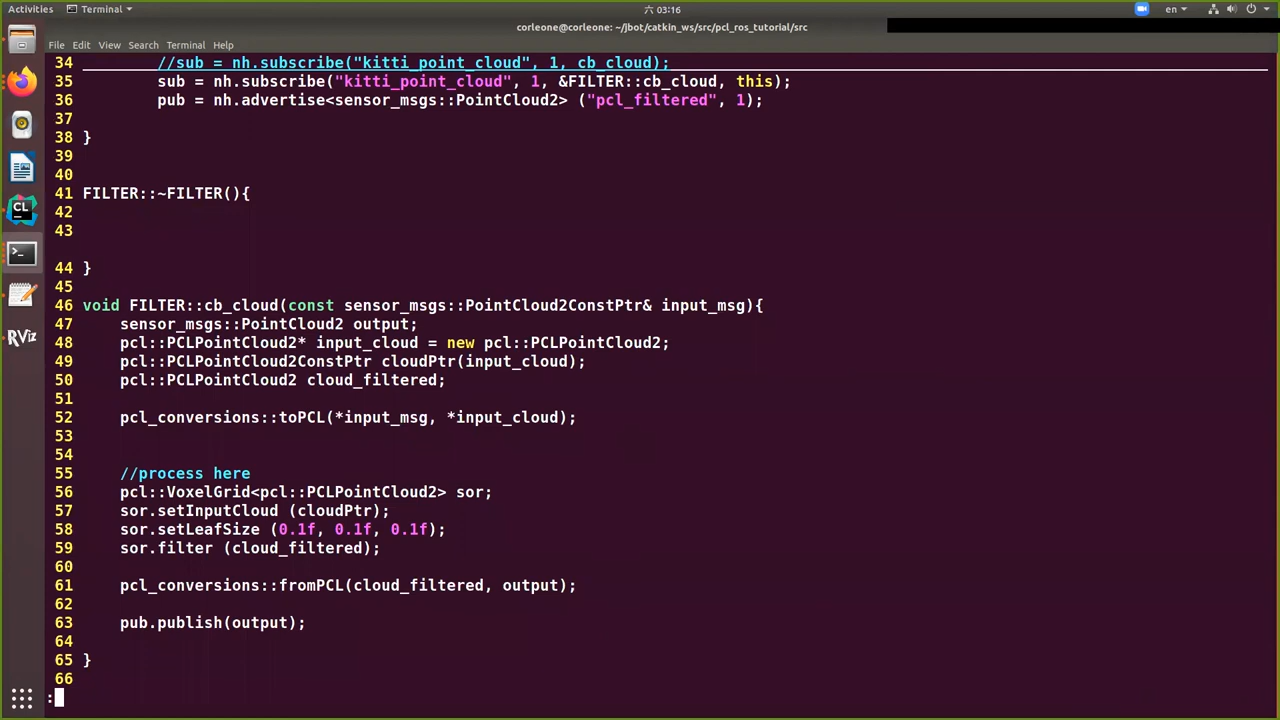 Activities
Terminal
六 03:16
en
corleone@corleone: ~/jbot/catkin_ws/src/pcl_ros_tutorial/src
File Edit View Search Terminal Help
34 //sub = nh.subscribe("kitti_point_cloud", 1, cb_cloud);
35 sub = nh.subscribe("kitti_point_cloud", 1, &FILTER::cb_cloud, this);
36 pub = nh.advertise<sensor_msgs::PointCloud2> ("pcl_filtered", 1);
37
38 }
39
40
41 FILTER::~FILTER(){
42
43
44 }
45
46 void FILTER::cb_cloud(const sensor_msgs::PointCloud2ConstPtr& input_msg){
47 sensor_msgs::PointCloud2 output;
48 pcl::PCLPointCloud2* input_cloud = new pcl::PCLPointCloud2;
49 pcl::PCLPointCloud2ConstPtr cloudPtr(input_cloud);
50 pcl::PCLPointCloud2 cloud_filtered;
51
52 pcl_conversions::toPCL(*input_msg, *input_cloud);
53
54
55 //process here
56 pcl::VoxelGrid<pcl::PCLPointCloud2> sor;
57 sor.setInputCloud (cloudPtr);
58 sor.setLeafSize (0.1f, 0.1f, 0.1f);
59 sor.filter (cloud_filtered);
60
61 pcl_conversions::fromPCL(cloud_filtered, output);
62
63 pub.publish(output);
64
65 }
66
:
CL
>_
RViz